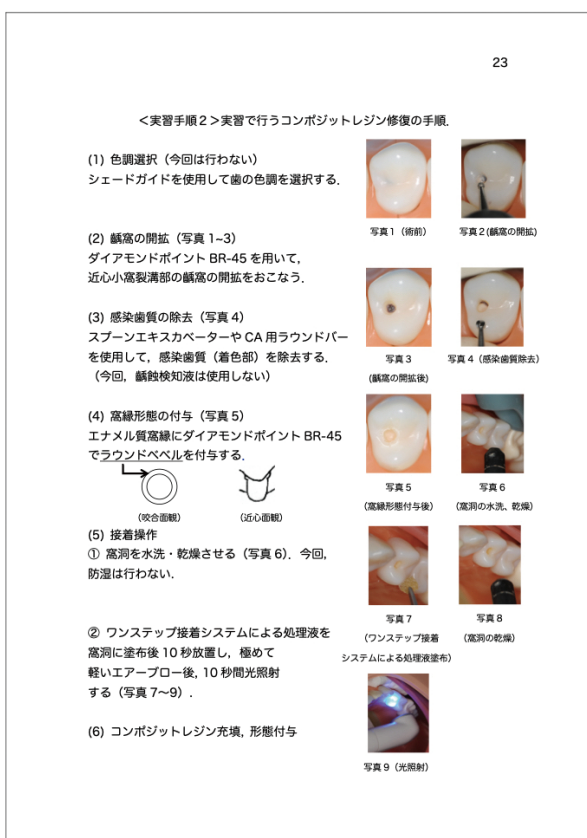 23
<実習手順2>実習で行うコンポジットレジン修復の手順.
(1) 色調選択(今回は行わない)
シェードガイドを使用して歯の色調を選択する.
写真1(術前)
写真2(齲窩の開拡)
(2) 齲窩の開拡(写真1~3)
ダイアモンドポイント BR-45 を用いて,
近心小窩裂溝部の齲窩の開拡をおこなう.
(3) 感染歯質の除去(写真4)
スプーンエキスカベーターや CA 用ラウンドバー
を使用して,感染歯質(着色部)を除去する.
(今回,齲蝕検知液は使用しない)
写真3
(齲窩の開拡後)
写真4(感染歯質除去)
(4) 窩縁形態の付与(写真5)
エナメル質窩縁にダイアモンドポイント BR-45
でラウンドベベルを付与する.
(咬合面観)
(近心面観)
写真5
(窩縁形態付与後)
写真6
(窩洞の水洗、乾燥)
(5) 接着操作
① 窩洞を水洗・乾燥させる(写真6).今回,
防湿は行わない.
写真7
(ワンステップ接着
システムによる処理液塗布)
写真8
(窩洞の乾燥)
② ワンステップ接着システムによる処理液を
窩洞に塗布後 10 秒放置し,極めて
軽いエアーブロー後, 10 秒間光照射
する(写真7〜9).
(6) コンポジットレジン充填, 形態付与
写真9(光照射)